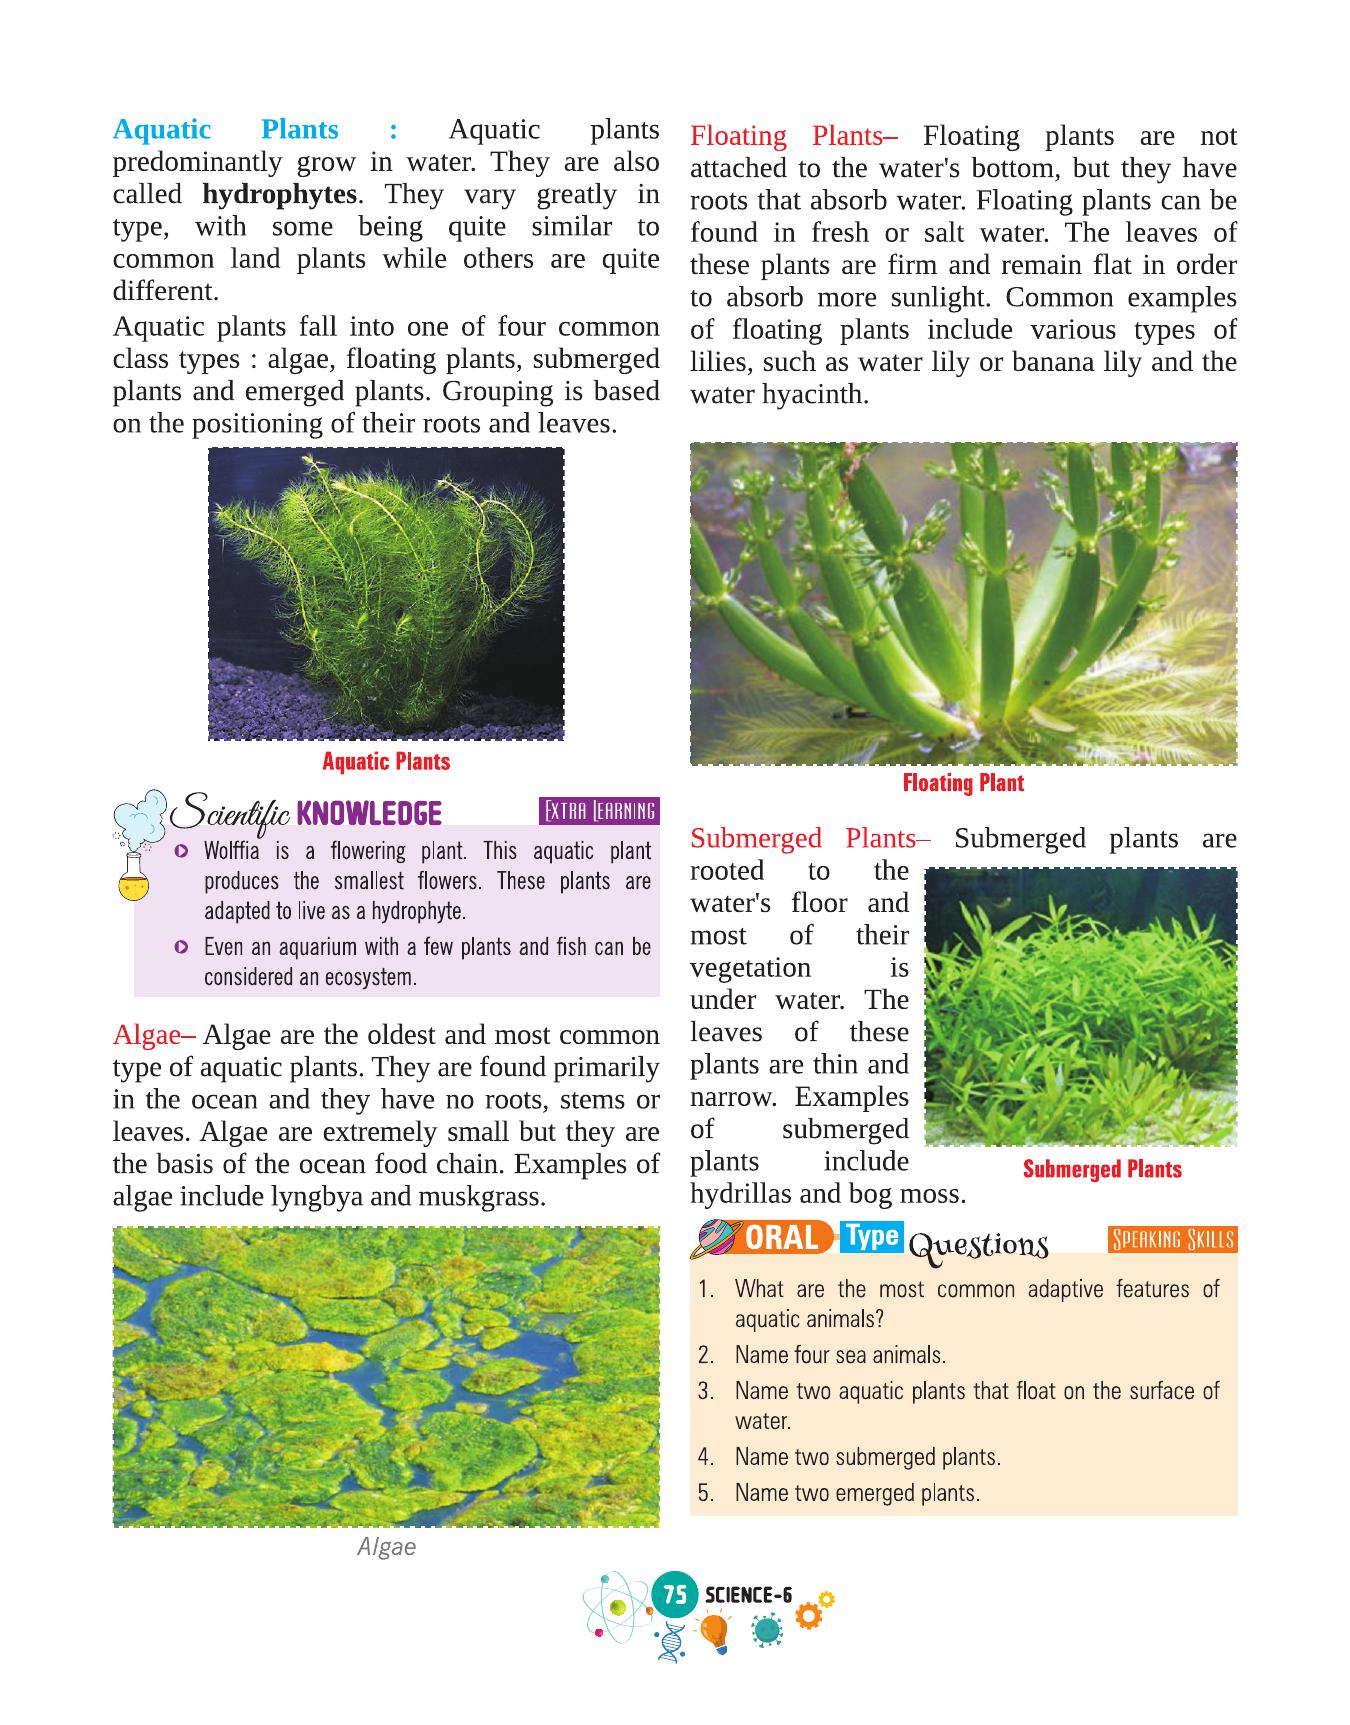 Aquatic Plants : Aquatic plants
predominantly grow in water. They are also
called hydrophytes. They vary greatly in
type, with some being quite similar to
common land plants while others are quite
different.
Aquatic plants fall into one of four common
class types : algae, floating plants, submerged
plants and emerged plants. Grouping is based
on the positioning of their roots and leaves.
Aquatic Plants
Scientific KNOWLEDGE
EXTRA LEARNING
Wolffia is a flowering plant. This aquatic plant
produces the smallest flowers. These plants are
adapted to live as a hydrophyte.
Even an aquarium with a few plants and fish can be
considered an ecosystem.
Algae– Algae are the oldest and most common
type of aquatic plants. They are found primarily
in the ocean and they have no roots, stems or
leaves. Algae are extremely small but they are
the basis of the ocean food chain. Examples of
algae include lyngbya and muskgrass.
Algae
Floating Plants– Floating plants are not
attached to the water's bottom, but they have
roots that absorb water. Floating plants can be
found in fresh or salt water. The leaves of
these plants are firm and remain flat in order
to absorb more sunlight. Common examples
of floating plants include various types of
lilies, such as water lily or banana lily and the
water hyacinth.
Floating Plant
Submerged Plants– Submerged plants are
rooted to the
water's floor and
most of their
vegetation is
under water. The
leaves of these
plants are thin and
narrow. Examples
of submerged
plants include
hydrillas and bog moss.
Submerged Plants
ORAL Type Questions
SPEAKING SKILLS
1. What are the most common adaptive features of
aquatic animals?
2. Name four sea animals.
3. Name two aquatic plants that float on the surface of
water.
4. Name two submerged plants.
5. Name two emerged plants.
75 SCIENCE-6